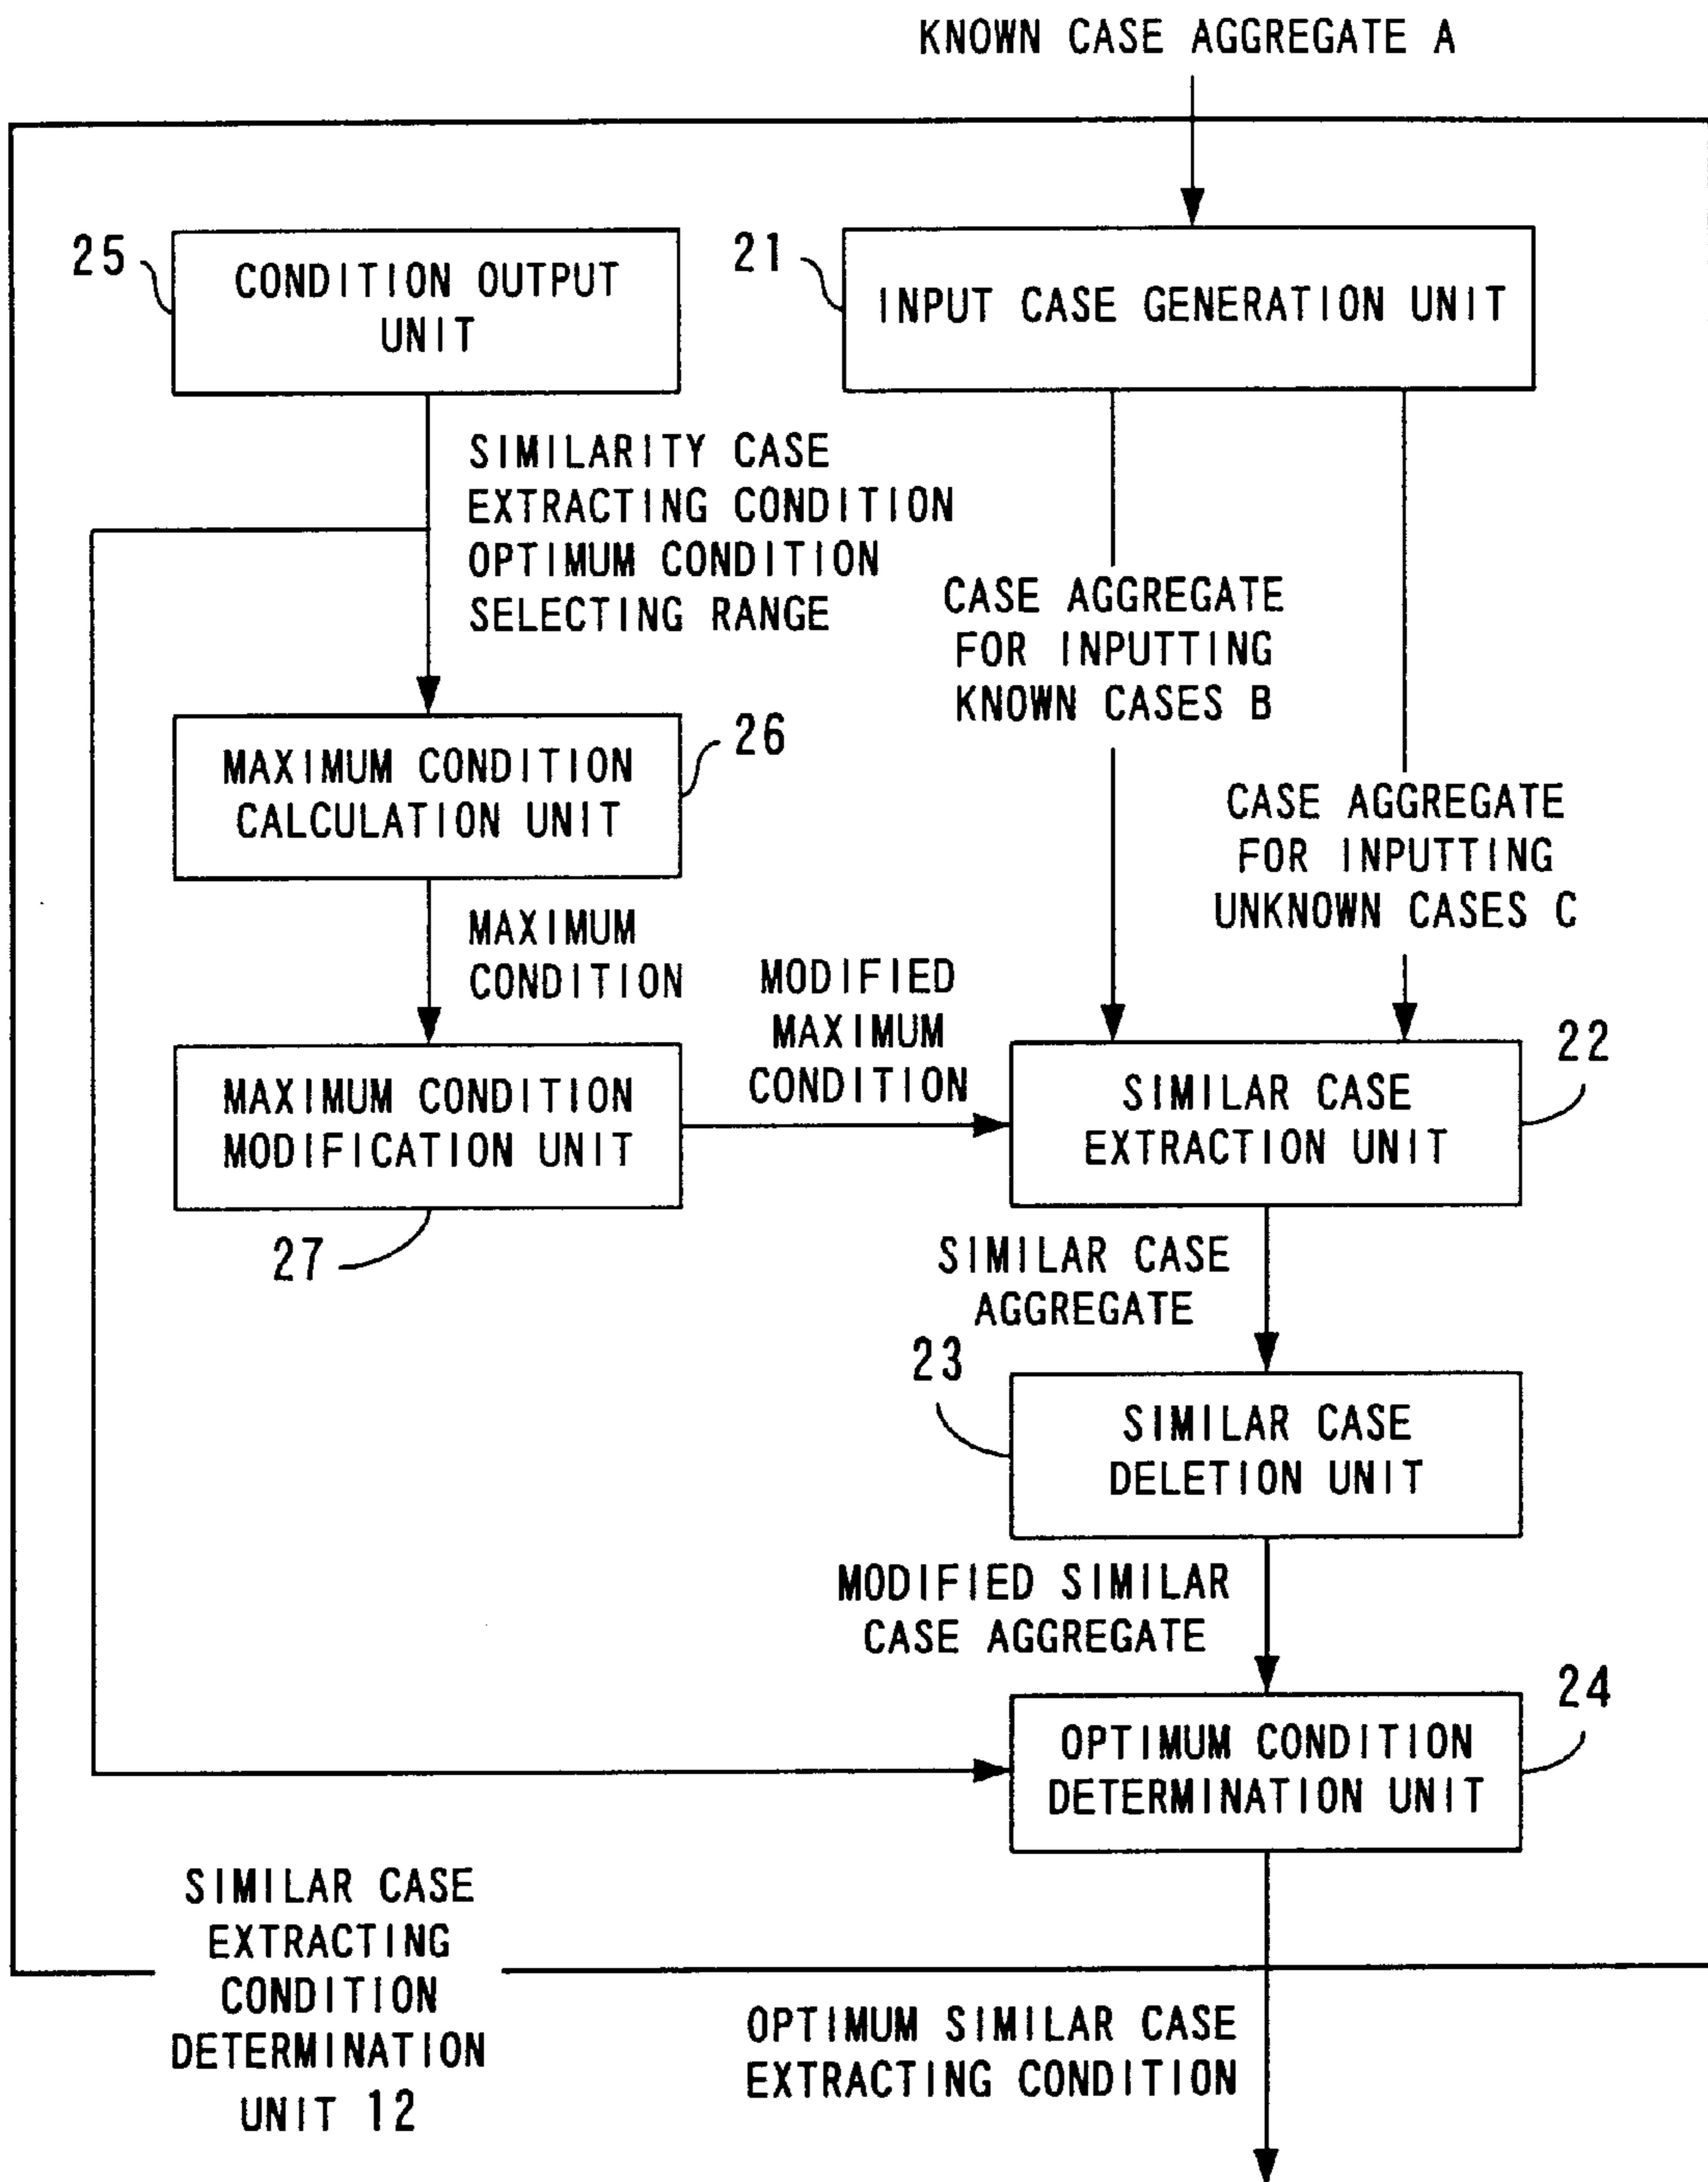 KNOWN CASE AGGREGATE A
25
CONDITION OUTPUT
UNIT
21
INPUT CASE GENERATION UNIT
SIMILARITY CASE
EXTRACTING CONDITION
OPTIMUM CONDITION
SELECTING RANGE
CASE AGGREGATE
FOR INPUTTING
KNOWN CASES B
26
MAXIMUM CONDITION
CALCULATION UNIT
CASE AGGREGATE
FOR INPUTTING
UNKNOWN CASES C
MAXIMUM
CONDITION
MODIFIED
MAXIMUM
CONDITION
MAXIMUM CONDITION
MODIFICATION UNIT
27
22
SIMILAR CASE
EXTRACTION UNIT
SIMILAR CASE
AGGREGATE
23
SIMILAR CASE
DELETION UNIT
MODIFIED SIMILAR
CASE AGGREGATE
24
OPTIMUM CONDITION
DETERMINATION UNIT
SIMILAR CASE
EXTRACTING
CONDITION
DETERMINATION
UNIT 12
OPTIMUM SIMILAR CASE
EXTRACTING CONDITION